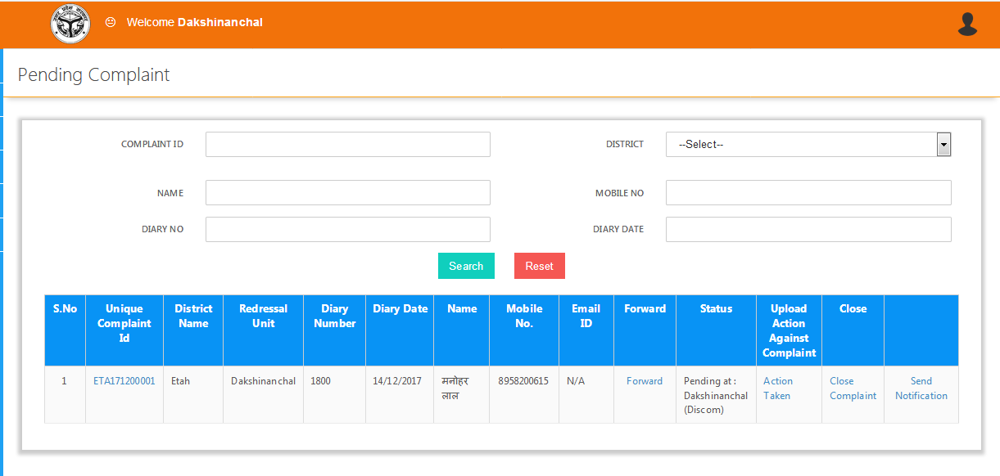 Welcome Dakshinanchal
Pending Complaint
COMPLAINT ID
DISTRICT --Select--
NAME
MOBILE NO
DIARY NO
DIARY DATE
Search Reset
S.No Unique Complaint Id District Name Redressal Unit Diary Number Diary Date Name Mobile No. Email ID Forward Status Upload Action Against Complaint Close
1 ETA171200001 Etah Dakshinanchal 1800 14/12/2017 मनोहर लाल 8958200615 N/A Forward Pending at : Dakshinanchal (Discom) Action Taken Close Complaint Send Notification